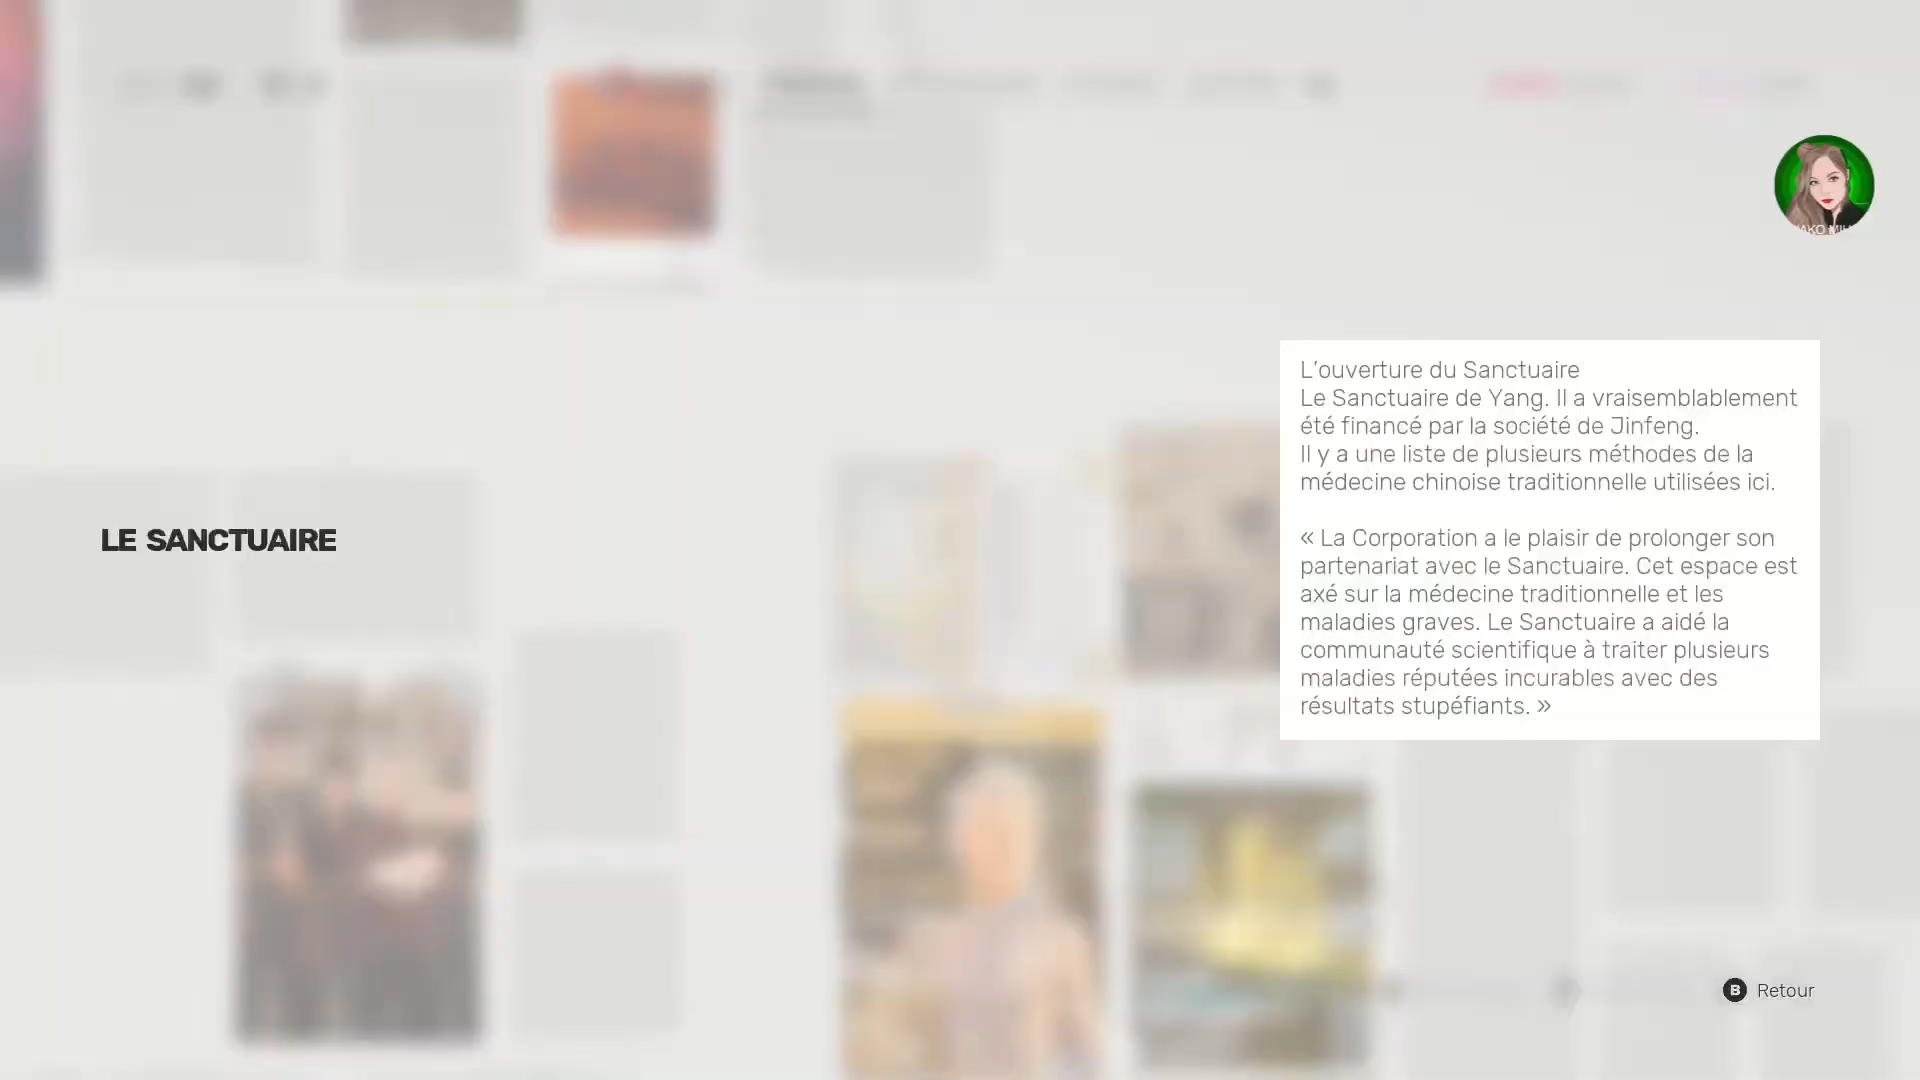 LE SANCTUAIRE
L'ouverture du Sanctuaire
Le Sanctuaire de Yang. Il a vraisemblablement
été financé par la société de Jinfeng.
Il y a une liste de plusieurs méthodes de la
médecine chinoise traditionnelle utilisées ici.
« La Corporation a le plaisir de prolonger son
partenariat avec le Sanctuaire. Cet espace est
axé sur la médecine traditionnelle et les
maladies graves. Le Sanctuaire a aidé la
communauté scientifique à traiter plusieurs
maladies réputées incurables avec des
résultats stupéfiants. »
B Retour